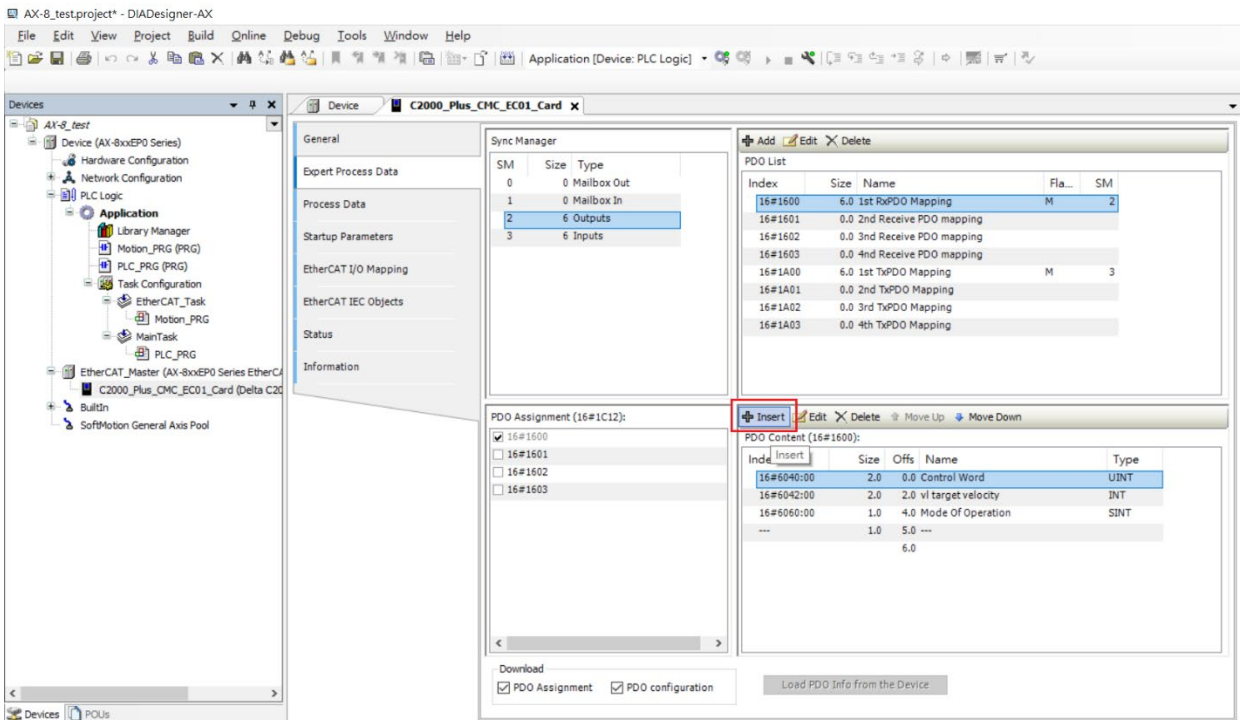 AX-8_test.project* - DIADesigner-AX
File Edit View Project Build Online Debug Tools Window Help
Application [Device: PLC Logic]
Devices
AX-8_test
Device (AX-8xxEP0 Series)
Hardware Configuration
Network Configuration
PLC Logic
Application
Library Manager
Motion_PRG (PRG)
PLC_PRG (PRG)
Task Configuration
EtherCAT_Task
Motion_PRG
MainTask
PLC_PRG
EtherCAT_Master (AX-8xxEP0 Series EtherCA
C2000_Plus_CMC_EC01_Card (Delta C20
BuiltIn
SoftMotion General Axis Pool
Devices POUs
Device C2000_Plus_CMC_EC01_Card
General
Expert Process Data
Process Data
Startup Parameters
EtherCAT I/O Mapping
EtherCAT IEC Objects
Status
Information
Sync Manager
SM Size Type
0 0 Mailbox Out
1 0 Mailbox In
2 6 Outputs
3 6 Inputs
Add Edit Delete
PDO List
Index Size Name Fla... SM
16#1600 6.0 1st RxPDO Mapping M 2
16#1601 0.0 2nd Receive PDO mapping
16#1602 0.0 3nd Receive PDO mapping
16#1603 0.0 4nd Receive PDO mapping
16#1A00 6.0 1st TxPDO Mapping M 3
16#1A01 0.0 2nd TxPDO Mapping
16#1A02 0.0 3rd TxPDO Mapping
16#1A03 0.0 4th TxPDO Mapping
PDO Assignment (16#1C12):
16#1600
16#1601
16#1602
16#1603
Insert Edit Delete Move Up Move Down
PDO Content (16#1600):
Inde Size Offs Name Type
Insert
16#6040:00 2.0 0.0 Control Word UINT
16#6042:00 2.0 2.0 vl target velocity INT
16#6060:00 1.0 4.0 Mode Of Operation SINT
--- 1.0 5.0 ---
6.0
Download
PDO Assignment PDO configuration
Load PDO Info from the Device